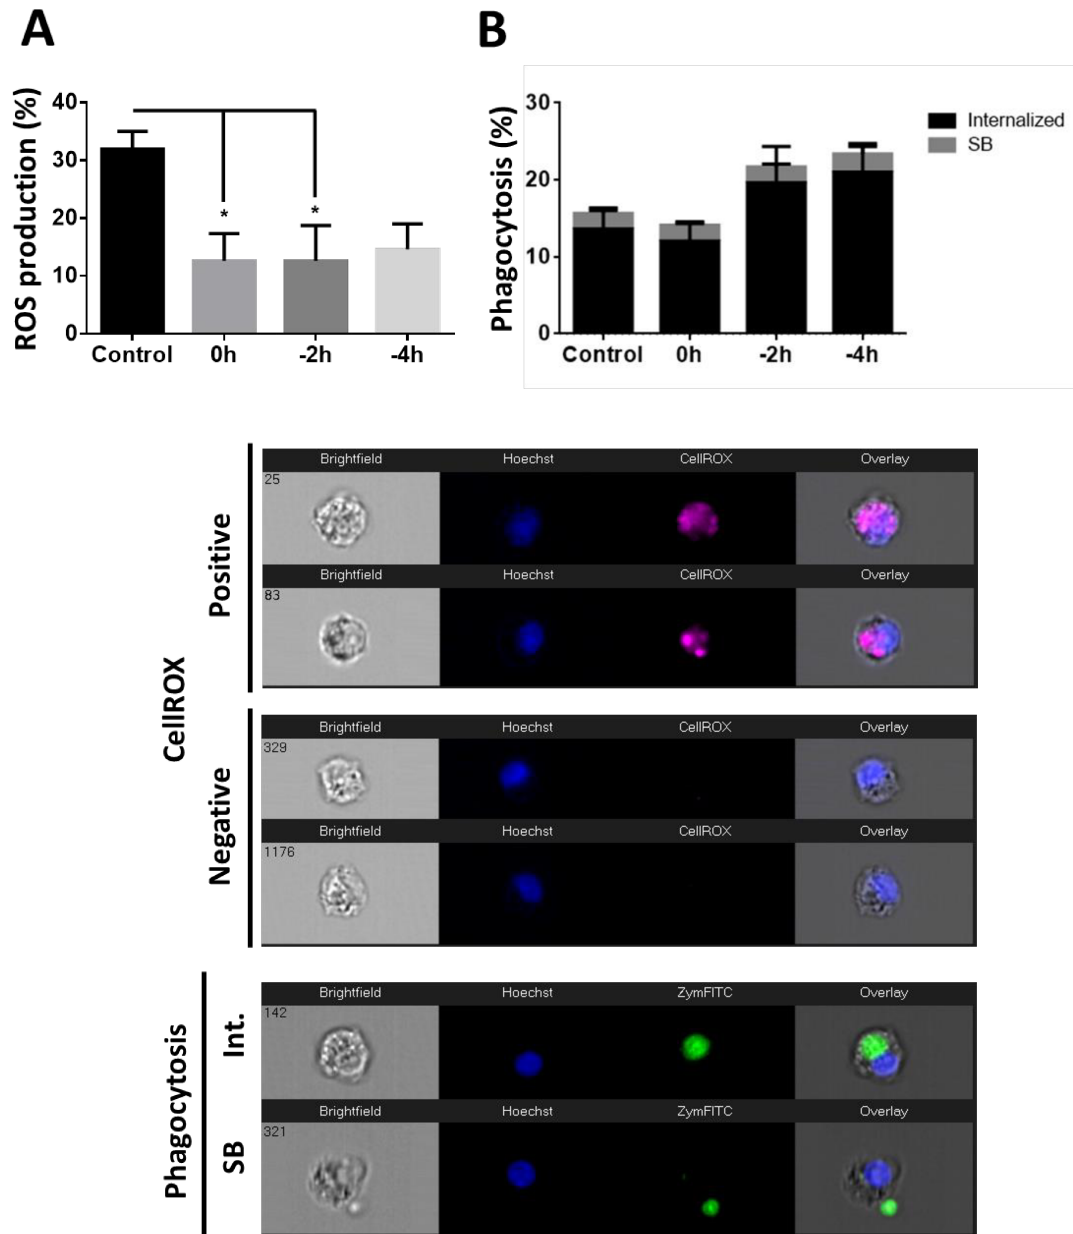 A
B
ROS production (%)
40
30
20
10
0
*
*
Control 0h -2h -4h
Phagocytosis (%)
30
20
10
0
Control 0h -2h -4h
Internalized
SB
CellROX
Positive
Brightfield Hoechst CellROX Overlay
25
Brightfield Hoechst CellROX Overlay
83
Negative
Brightfield Hoechst CellROX Overlay
329
Brightfield Hoechst CellROX Overlay
1176
Phagocytosis
Int.
Brightfield Hoechst ZymFITC Overlay
142
SB
Brightfield Hoechst ZymFITC Overlay
321